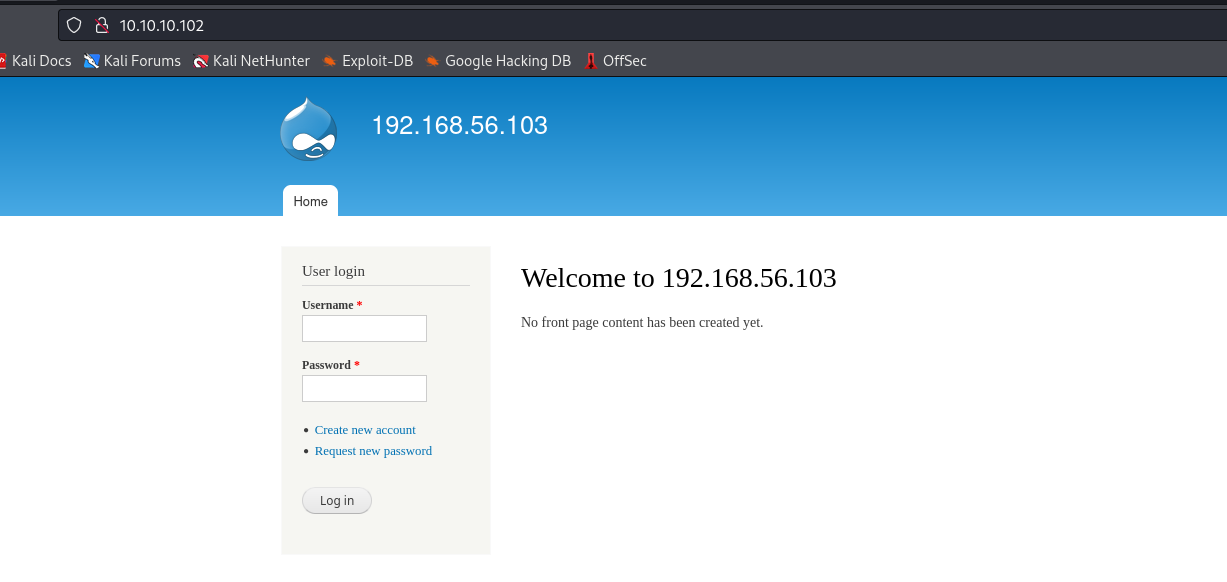 10.10.10.102
Kali Docs Kali Forums Kali NetHunter Exploit-DB Google Hacking DB OffSec
192.168.56.103
Home
User login
Username *
Password *
Create new account
Request new password
Log in
Welcome to 192.168.56.103
No front page content has been created yet.